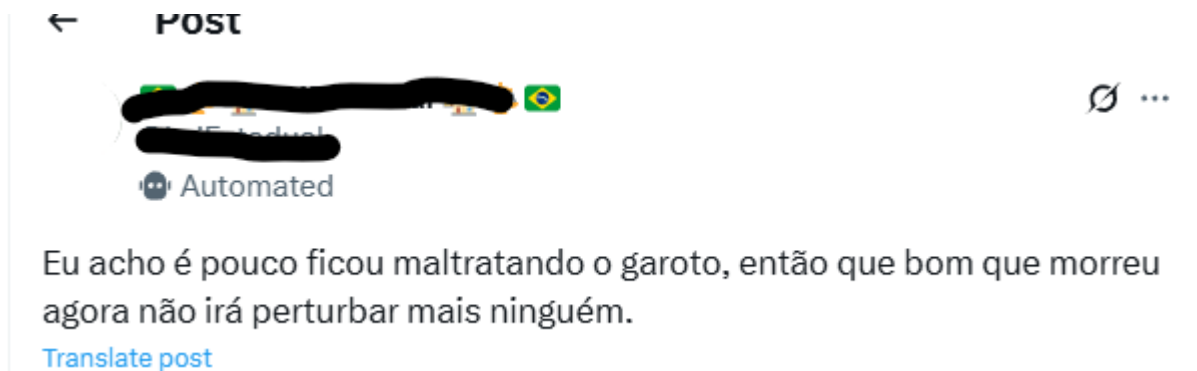 Post
Automated
Eu acho é pouco ficou maltratando o garoto, então que bom que morreu
agora não irá perturbar mais ninguém.
Translate post